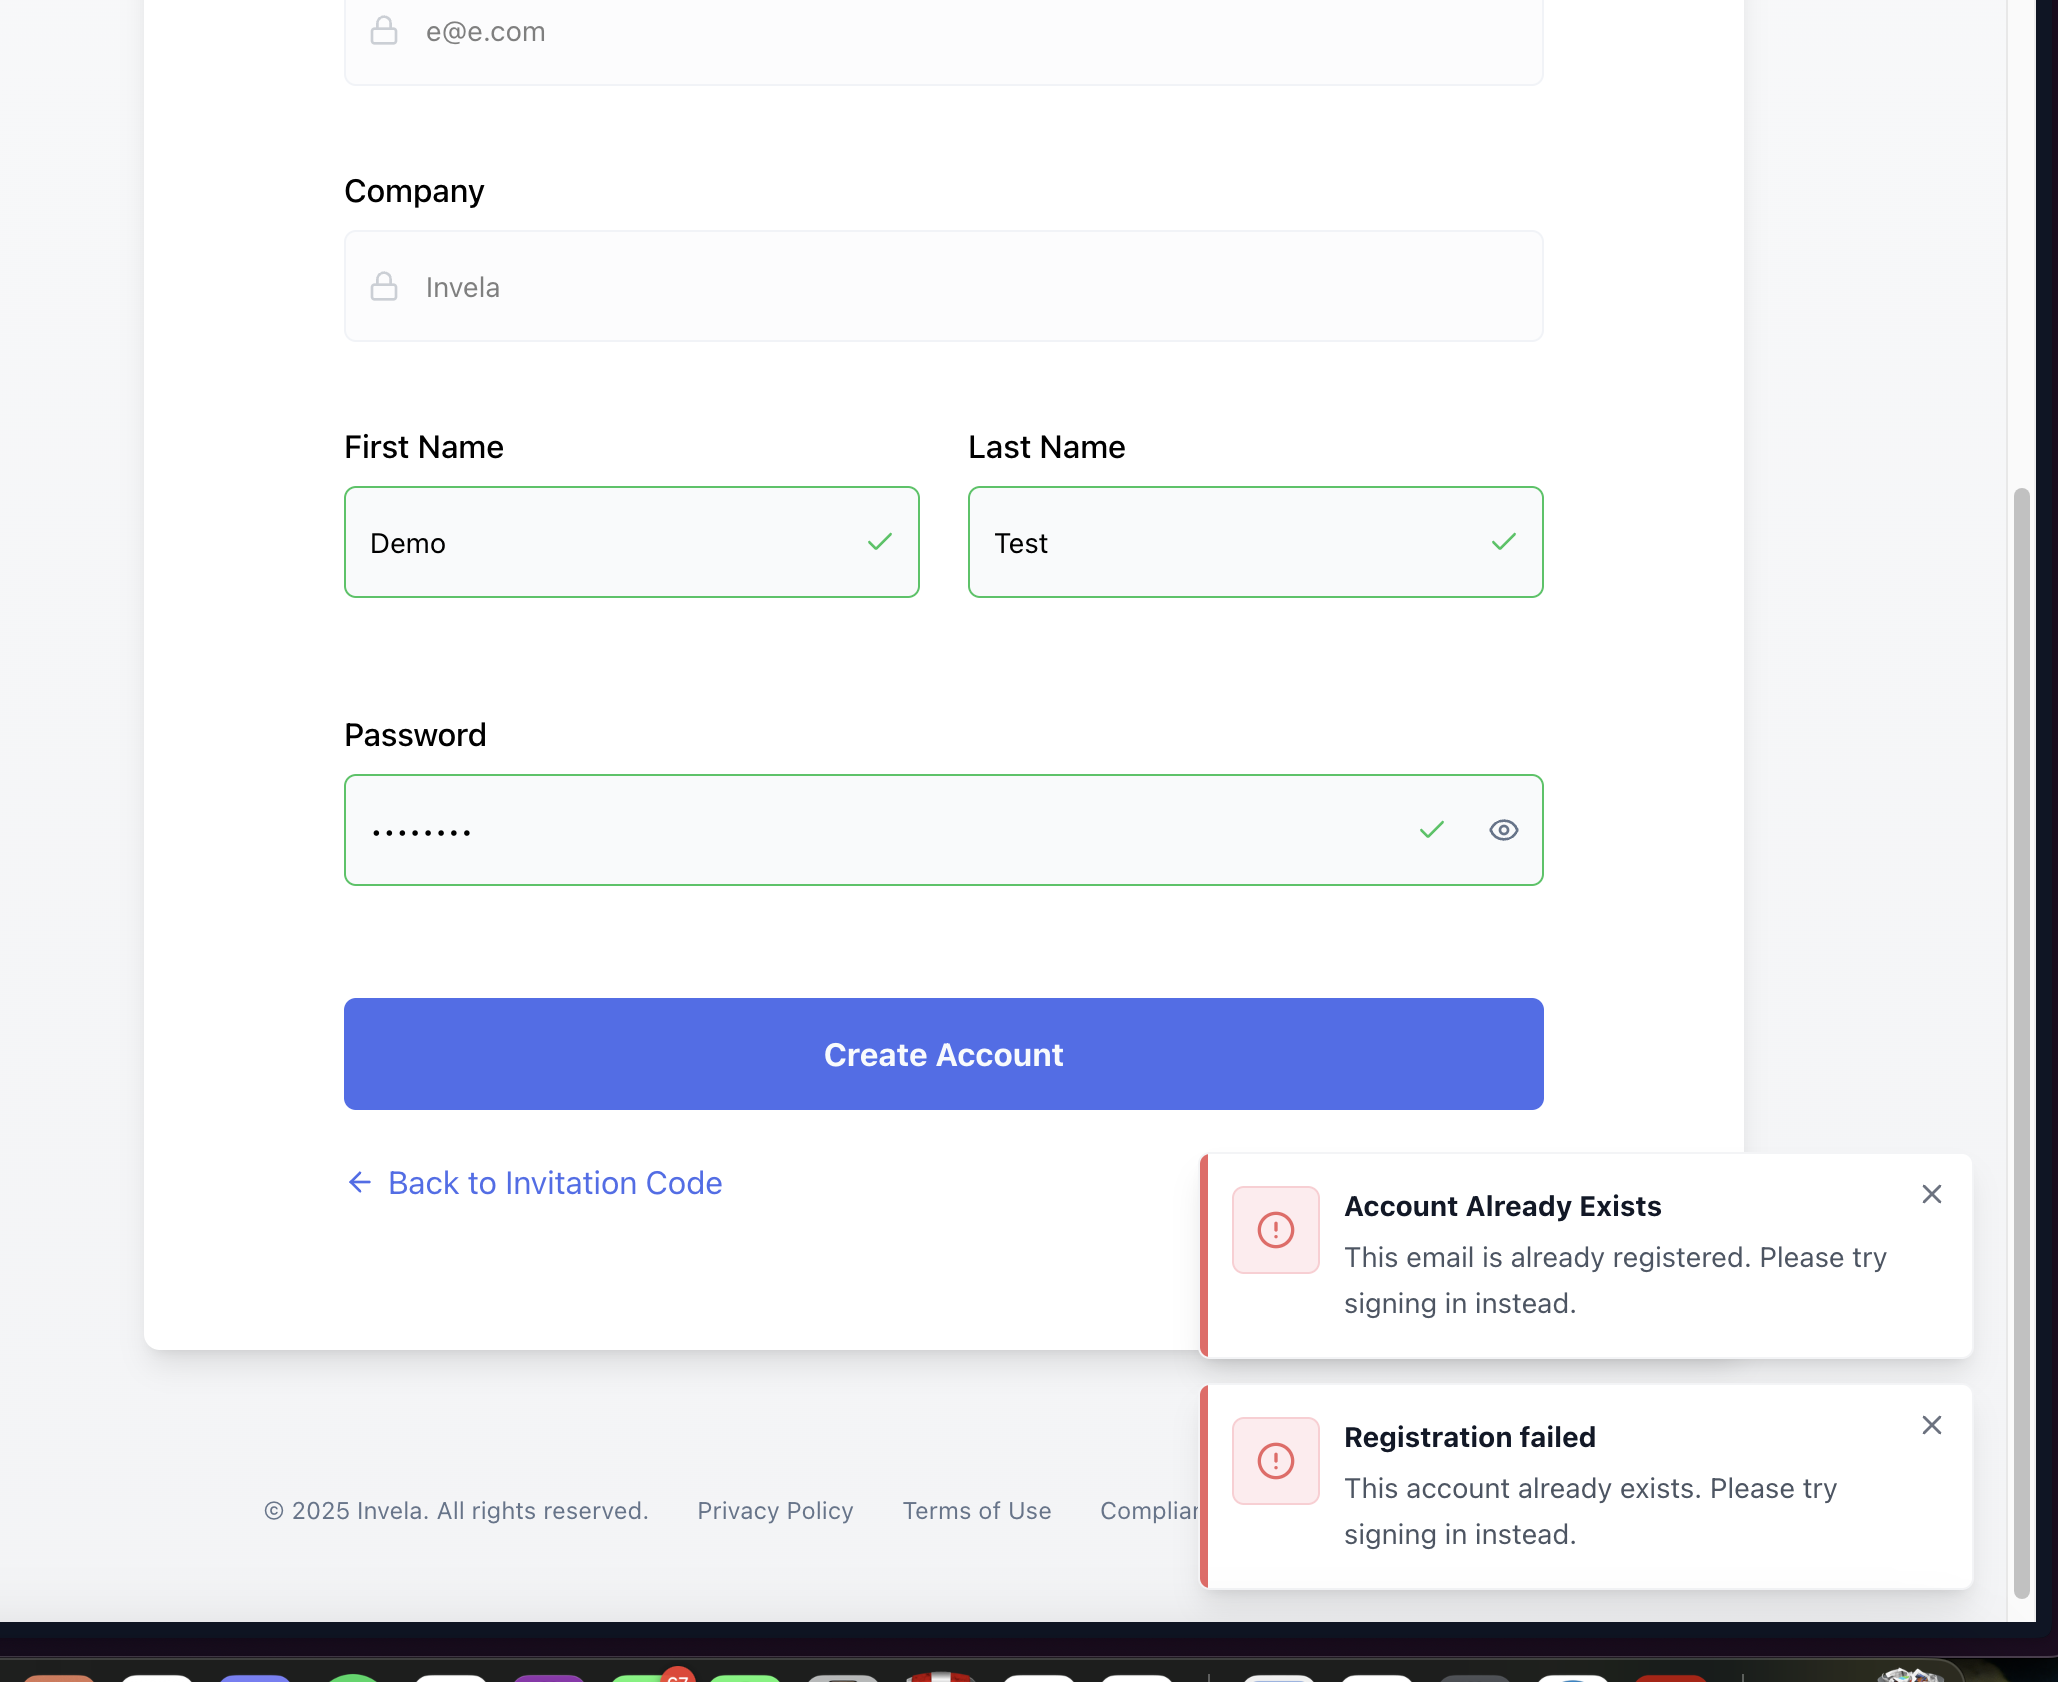 e@e.com
Company
Invela
First Name
Last Name
Demo
Test
Password
Create Account
Back to Invitation Code
Account Already Exists
This email is already registered. Please try
signing in instead.
Registration failed
This account already exists. Please try
signing in instead.
© 2025 Invela. All rights reserved.
Privacy Policy
Terms of Use